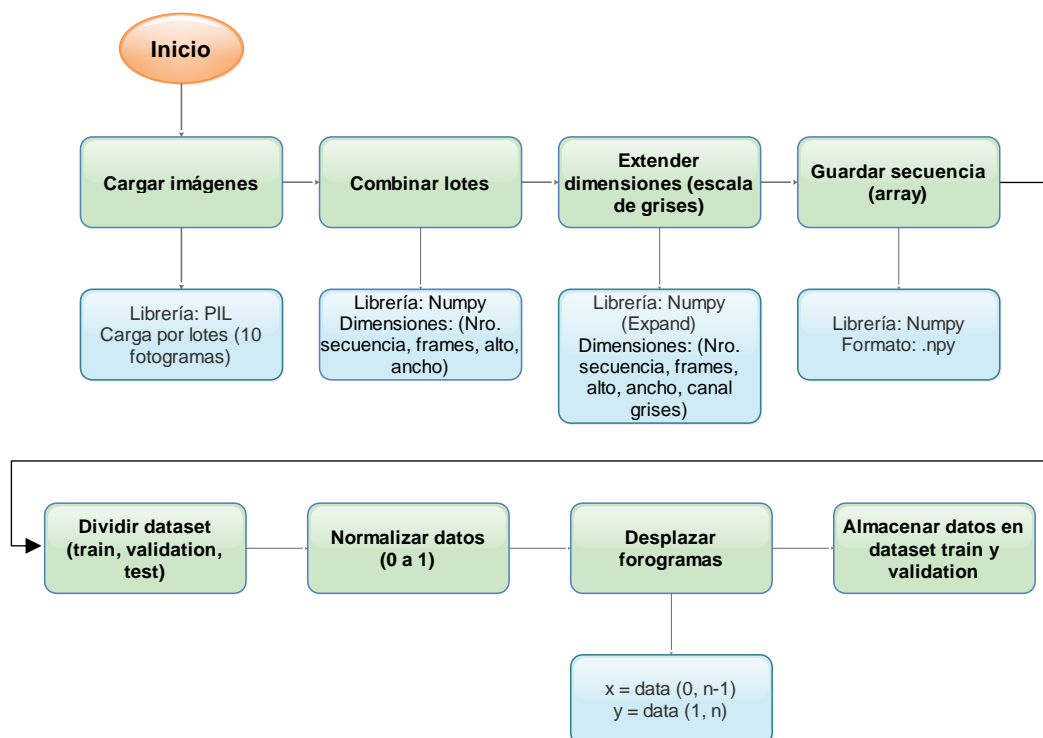 Inicio
Cargar imágenes
Combinar lotes
Extender
dimensiones (escala
de grises)
Guardar secuencia
(array)
Librería: PIL
Carga por lotes (10
fotogramas)
Librería: Numpy
Dimensiones: (Nro.
secuencia, frames, alto,
ancho)
Librería: Numpy
(Expand)
Dimensiones: (Nro.
secuencia, frames,
alto, ancho, canal
grises)
Librería: Numpy
Formato: .npy
Dividir dataset
(train, validation,
test)
Normalizar datos
(0 a 1)
Desplazar
forogramas
Almacenar datos en
dataset train y
validation
x = data (0, n-1)
y = data (1, n)